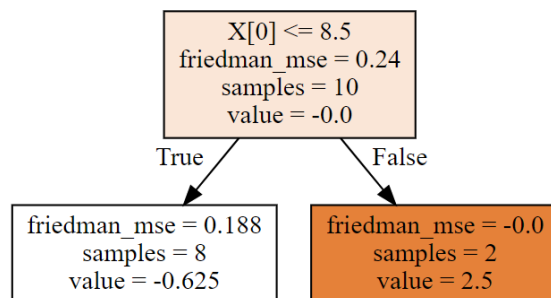 X[0] <= 8.5
friedman_mse = 0.24
samples = 10
value = -0.0
True
False
friedman_mse = 0.188
samples = 8
value = -0.625
friedman_mse = -0.0
samples = 2
value = 2.5